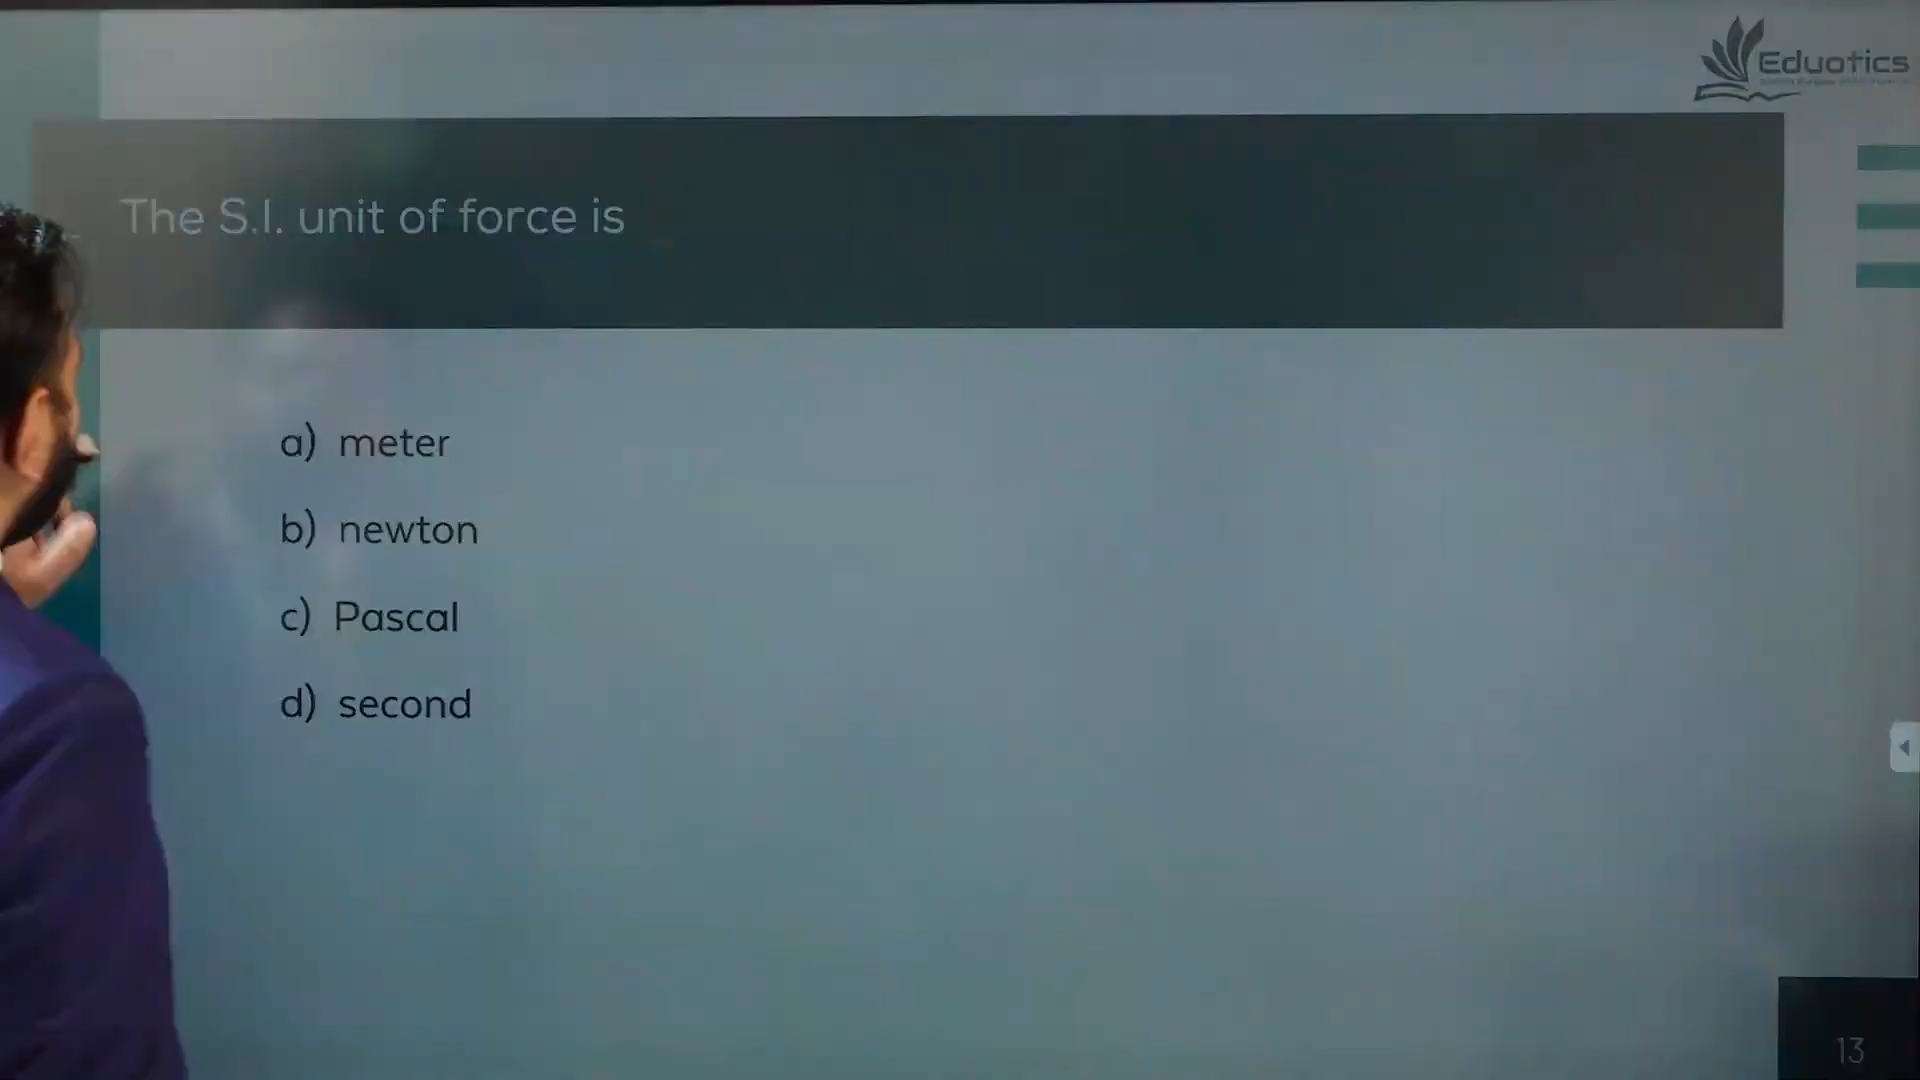 Eduotics
The S.I. unit of force is
a) meter
b) newton
c) Pascal
d) second
13